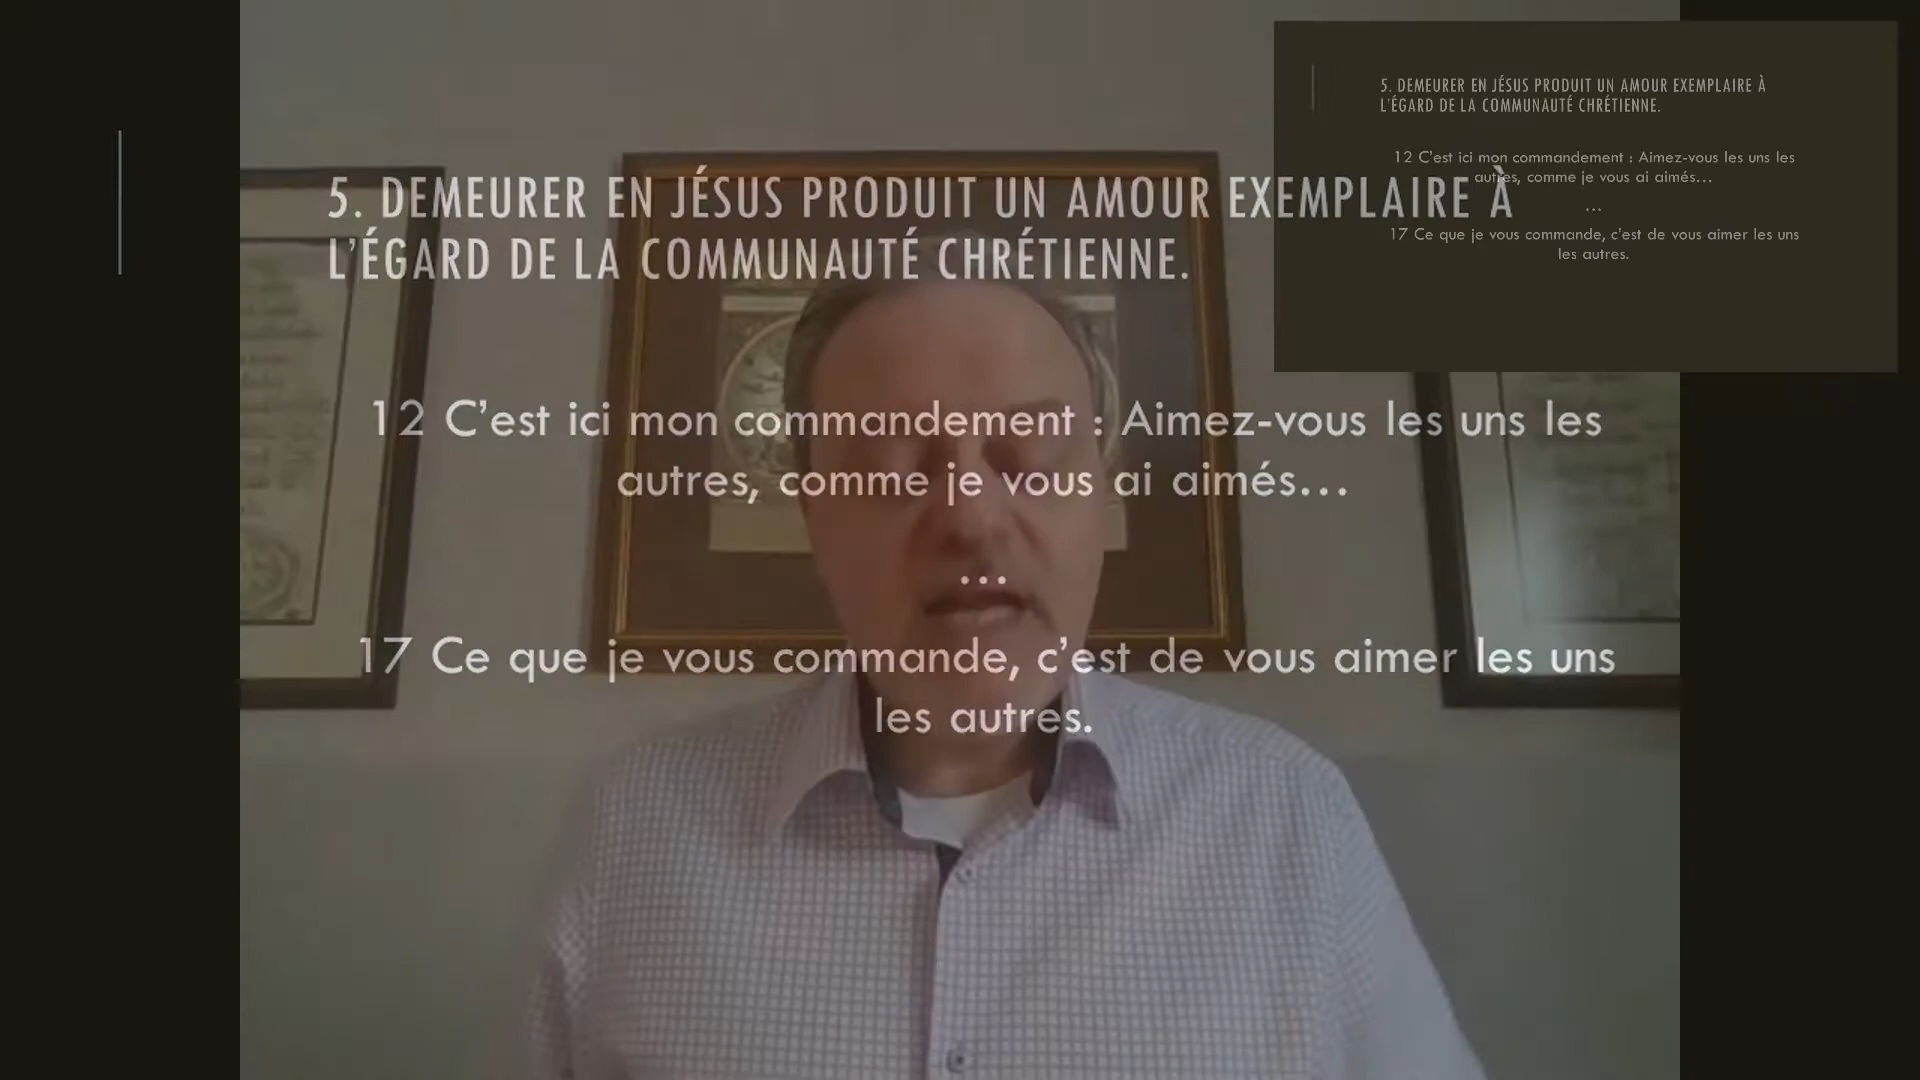 5. DEMEURER EN JÉSUS PRODUIT UN AMOUR EXEMPLAIRE À
L’ÉGARD DE LA COMMUNAUTÉ CHRÉTIENNE.
12 C’est ici mon commandement : Aimez-vous les uns les
autres, comme je vous ai aimés…
…
17 Ce que je vous commande, c’est de vous aimer les uns
les autres.
5. DEMEURER EN JÉSUS PRODUIT UN AMOUR EXEMPLAIRE À
L’ÉGARD DE LA COMMUNAUTÉ CHRÉTIENNE.
12 C’est ici mon commandement : Aimez-vous les uns les
autres, comme je vous ai aimés…
…
17 Ce que je vous commande, c’est de vous aimer les uns
les autres.